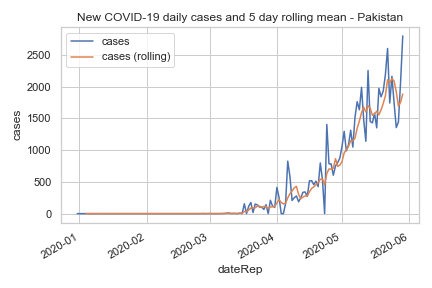 New COVID-19 daily cases and 5 day rolling mean - Pakistan
cases
cases (rolling)
2500
2000
1500
1000
500
0
cases
2020-01
2020-02
2020-03
2020-04
2020-05
2020-06
dateRep